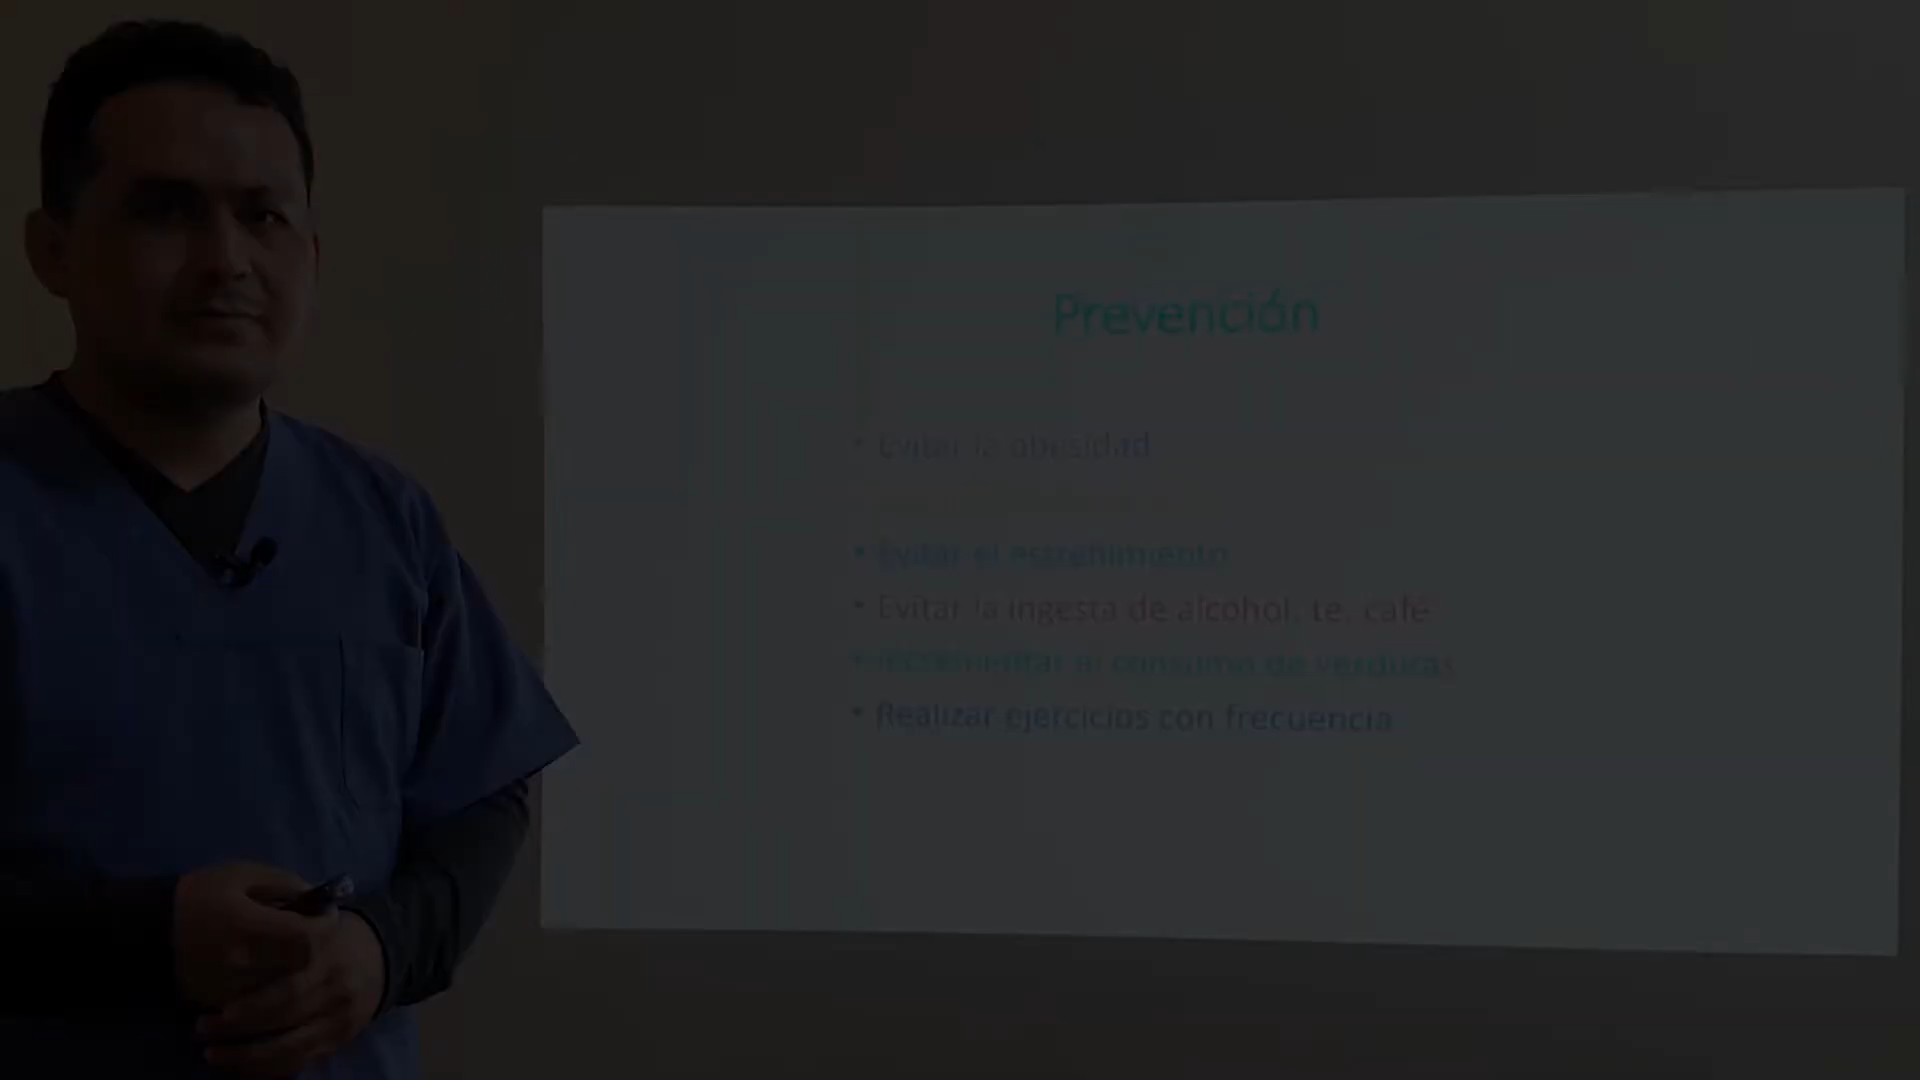 Prevención
• Evitar la obesidad
• Evitar el estreñimiento
• Evitar la ingesta de alcohol, te, café
• Incrementar el consumo de verduras
• Realizar ejercicios con frecuencia